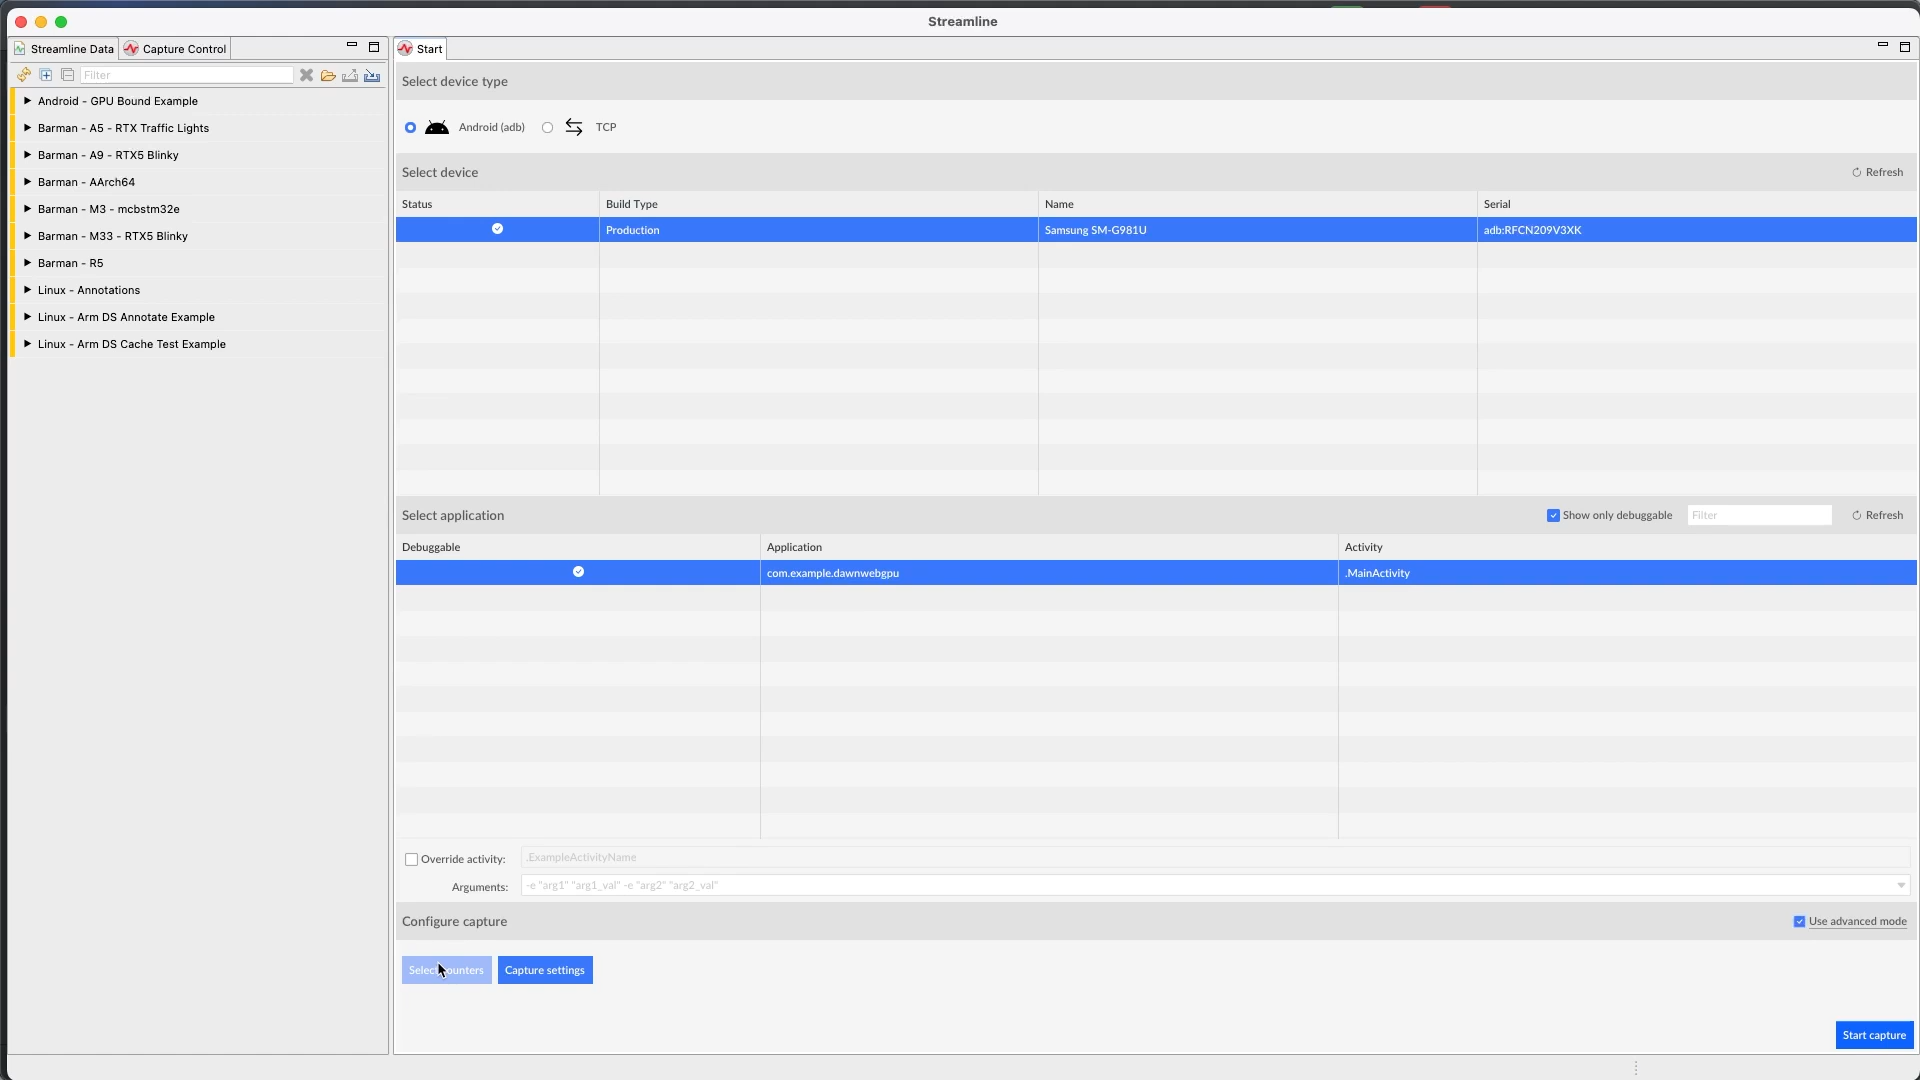 Streamline
Streamline Data
Capture Control
Filter
Android - GPU Bound Example
Barman - A5 - RTX Traffic Lights
Barman - A9 - RTX5 Blinky
Barman - AArch64
Barman - M3 - mcbstm32e
Barman - M33 - RTX5 Blinky
Barman - R5
Linux - Annotations
Linux - Arm DS Annotate Example
Linux - Arm DS Cache Test Example
Start
Select device type
Android (adb)
TCP
Select device
Refresh
Status
Build Type
Name
Serial
Production
Samsung SM-G981U
adb:RFCN209V3XK
Select application
Show only debuggable
Filter
Refresh
Debuggable
Application
Activity
com.example.dawnwebgpu
.MainActivity
Override activity:
.ExampleActivityName
Arguments:
-e "arg1" "arg1_val" -e "arg2" "arg2_val"
Configure capture
Use advanced mode
Select counters
Capture settings
Start capture